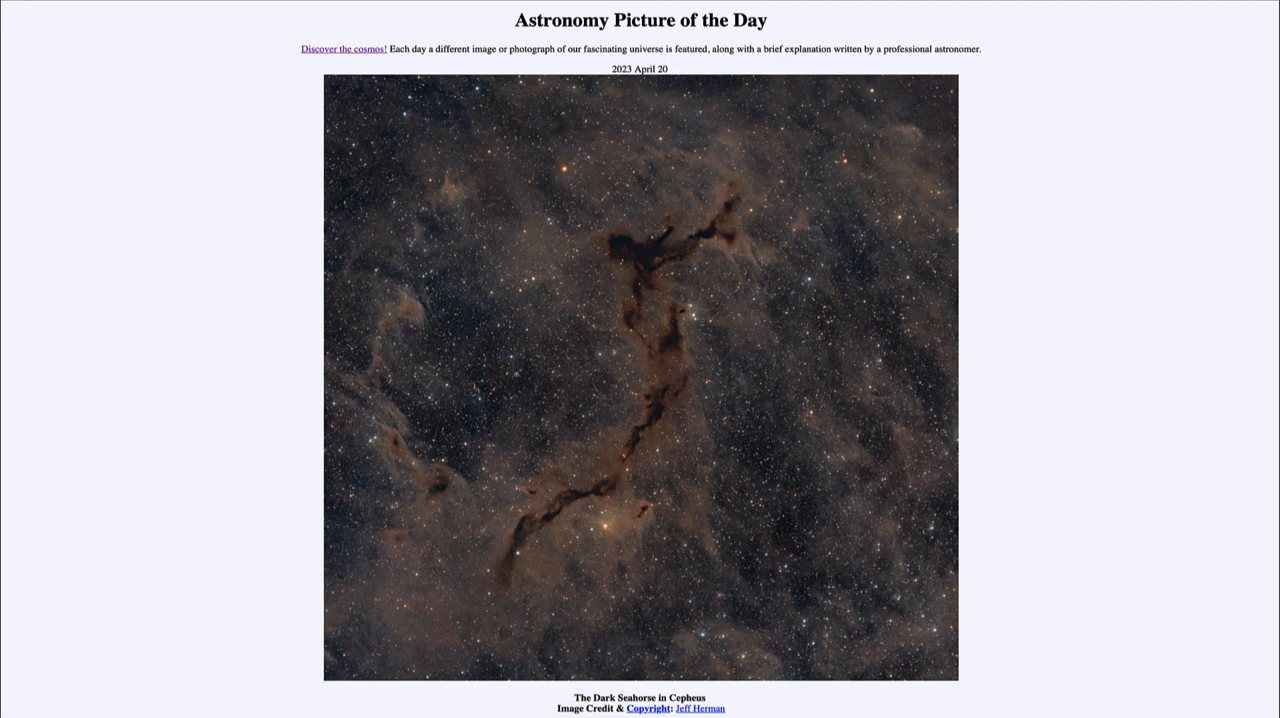 Astronomy Picture of the Day
Discover the cosmos! Each day a different image or photograph of our fascinating universe is featured, along with a brief explanation written by a professional astronomer.
2023 April 20
The Dark Seahorse in Cepheus
Image Credit & Copyright: Jeff Herman